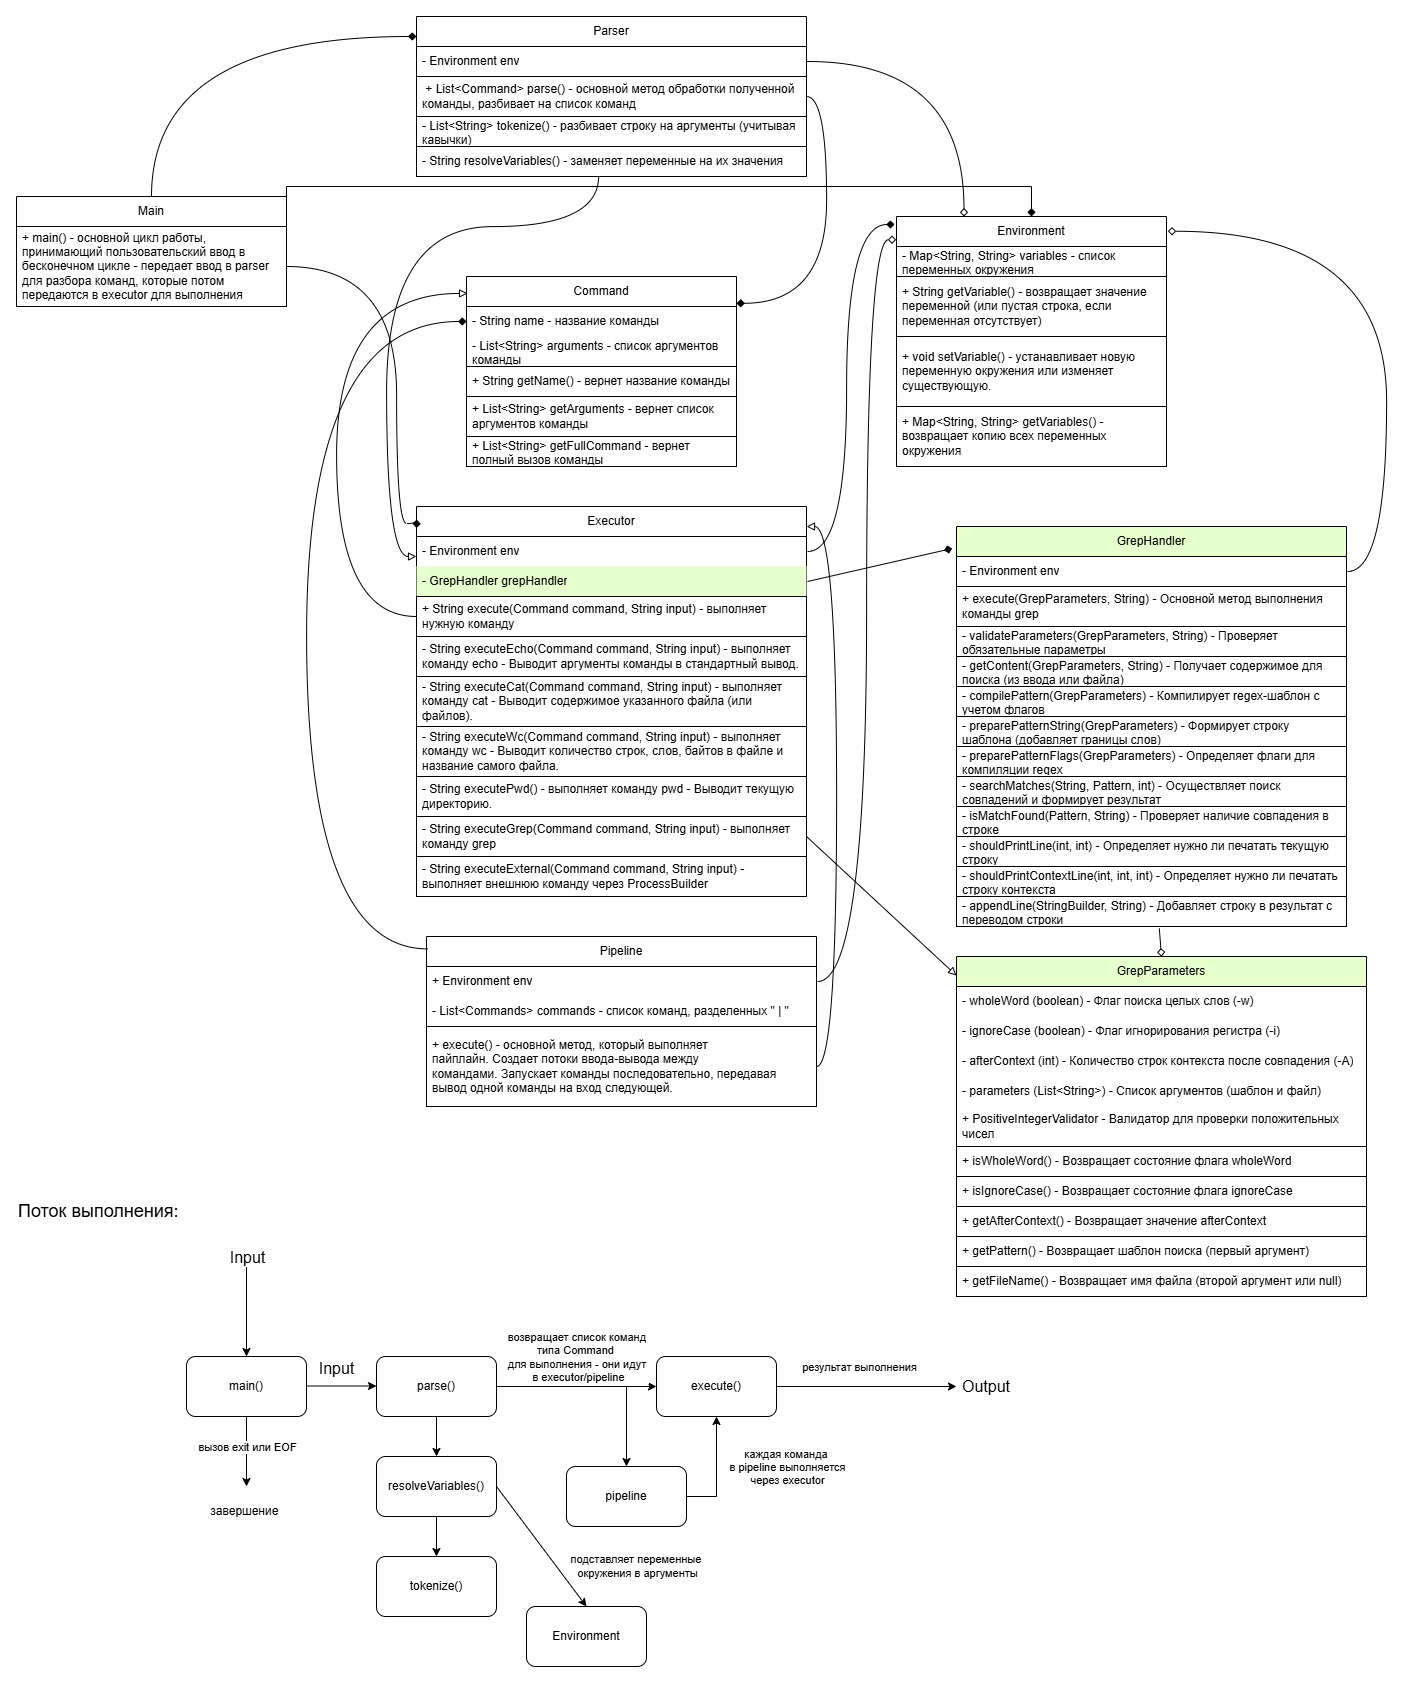 Parser
- Environment env
+ List<Command> parse() - основной метод обработки полученной
команды, разбивает на список команд
- List<String> tokenize() - разбивает строку на аргументы (учитывая
кавычки)
- String resolveVariables() - заменяет переменные на их значения
Main
+ main() - основной цикл работы,
принимающий пользовательский ввод в
бесконечном цикле - передает ввод в parser
для разбора команд, которые потом
передаются в executor для выполнения
Environment
- Map<String, String> variables - список
переменных окружения
+ String getVariable() - возвращает значение
переменной (или пустая строка, если
переменная отсутствует)
+ void setVariable() - устанавливает новую
переменную окружения или изменяет
существующую.
+ Map<String, String> getVariables() -
возвращает копию всех переменных
окружения
Command
- String name - название команды
- List<String> arguments - список аргументов
команды
+ String getName() - вернет название команды
+ List<String> getArguments - вернет список
аргументов команды
+ List<String> getFullCommand - вернет
полный вызов команды
Executor
- Environment env
- GrepHandler grepHandler
+ String execute(Command command, String input) - выполняет
нужную команду
- String executeEcho(Command command, String input) - выполняет
команду echo - Выводит аргументы команды в стандартный вывод.
- String executeCat(Command command, String input) - выполняет
команду cat - Выводит содержимое указанного файла (или
файлов).
- String executeWc(Command command, String input) - выполняет
команду wc - Выводит количество строк, слов, байтов в файле и
название самого файла.
- String executePwd() - выполняет команду pwd - Выводит текущую
директорию.
- String executeGrep(Command command, String input) - выполняет
команду grep
- String executeExternal(Command command, String input) -
выполняет внешнюю команду через ProcessBuilder
GrepHandler
- Environment env
+ execute(GrepParameters, String) - Основной метод выполнения
команды grep
- validateParameters(GrepParameters, String) - Проверяет
обязательные параметры
- getContent(GrepParameters, String) - Получает содержимое для
поиска (из ввода или файла)
- compilePattern(GrepParameters) - Компилирует regex-шаблон с
учетом флагов
- preparePatternString(GrepParameters) - Формирует строку
шаблона (добавляет границы слов)
- preparePatternFlags(GrepParameters) - Определяет флаги для
компиляции regex
- searchMatches(String, Pattern, int) - Осуществляет поиск
совпадений и формирует результат
- isMatchFound(Pattern, String) - Проверяет наличие совпадения в
строке
- shouldPrintLine(int, int) - Определяет нужно ли печатать текущую
строку
- shouldPrintContextLine(int, int, int) - Определяет нужно ли печатать
строку контекста
- appendLine(StringBuilder, String) - Добавляет строку в результат с
переводом строки
Pipeline
+ Environment env
- List<Commands> commands - список команд, разделенных " | "
+ execute() - основной метод, который выполняет
пайплайн. Создает потоки ввода-вывода между
командами. Запускает команды последовательно, передавая
вывод одной команды на вход следующей.
GrepParameters
- wholeWord (boolean) - Флаг поиска целых слов (-w)
- ignoreCase (boolean) - Флаг игнорирования регистра (-i)
- afterContext (int) - Количество строк контекста после совпадения (-A)
- parameters (List<String>) - Список аргументов (шаблон и файл)
+ PositiveIntegerValidator - Валидатор для проверки положительных
чисел
+ isWholeWord() - Возвращает состояние флага wholeWord
+ isIgnoreCase() - Возвращает состояние флага ignoreCase
+ getAfterContext() - Возвращает значение afterContext
+ getPattern() - Возвращает шаблон поиска (первый аргумент)
+ getFileName() - Возвращает имя файла (второй аргумент или null)
Поток выполнения:
Input
main()
Input
parse()
возвращает список команд
типа Command
для выполнения - они идут
в executor/pipeline
execute()
результат выполнения
Output
вызов exit или EOF
завершение
resolveVariables()
pipeline
каждая команда
в pipeline выполняется
через executor
tokenize()
подставляет переменные
окружения в аргументы
Environment